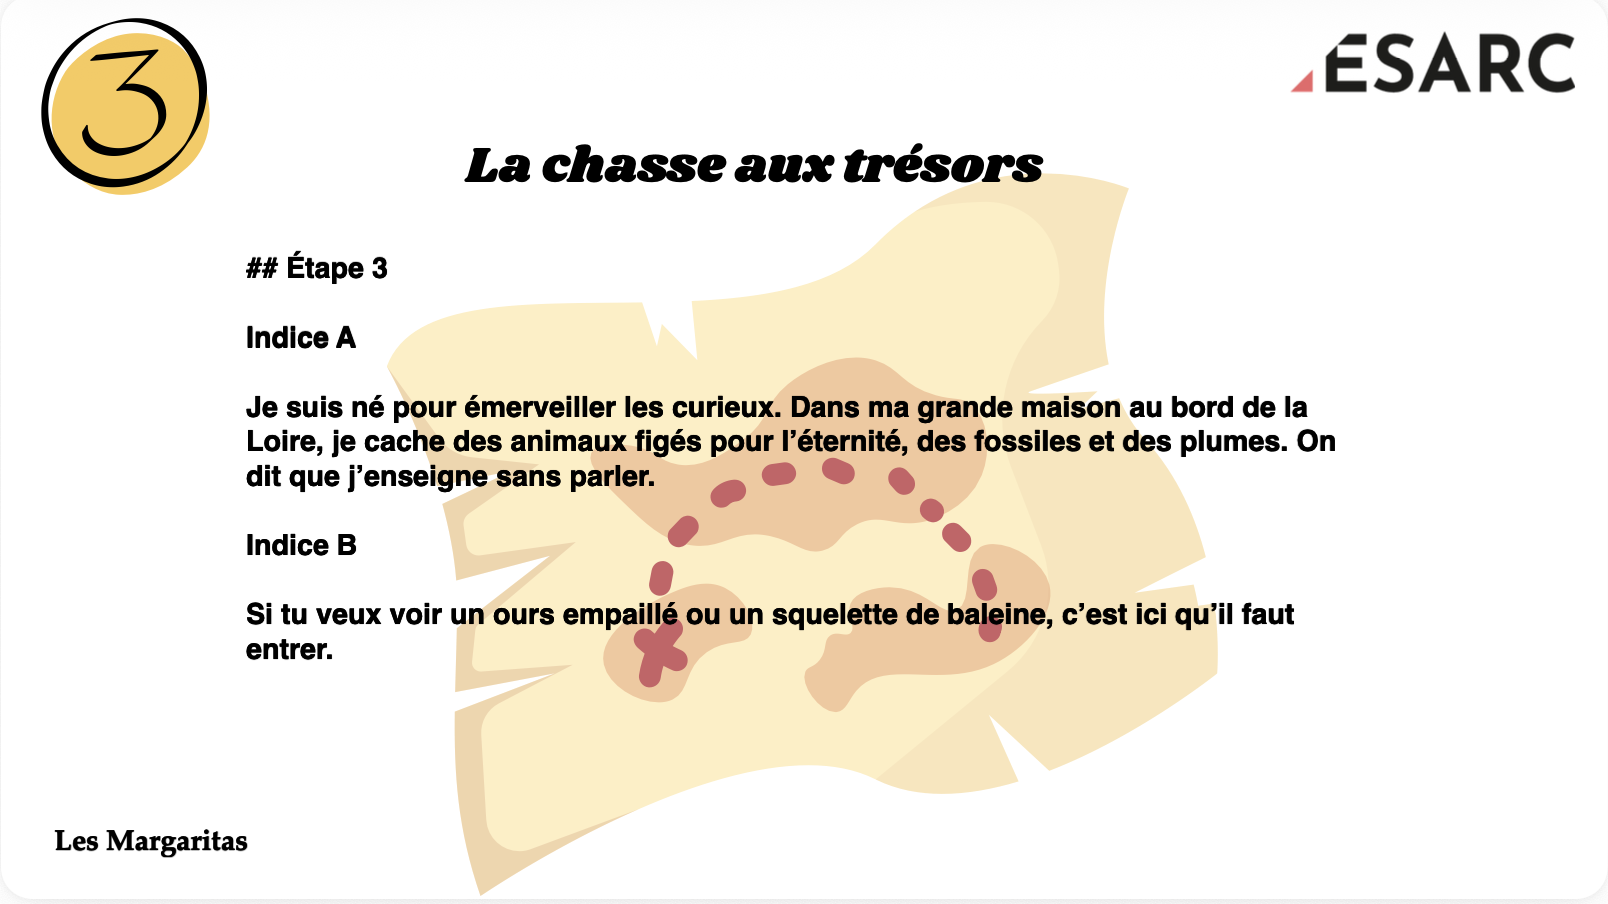 3
ESARC
La chasse aux trésors
## Étape 3
Indice A
Je suis né pour émerveiller les curieux. Dans ma grande maison au bord de la
Loire, je cache des animaux figés pour l’éternité, des fossiles et des plumes. On
dit que j’enseigne sans parler.
Indice B
Si tu veux voir un ours empaillé ou un squelette de baleine, c’est ici qu’il faut
entrer.
Les Margaritas